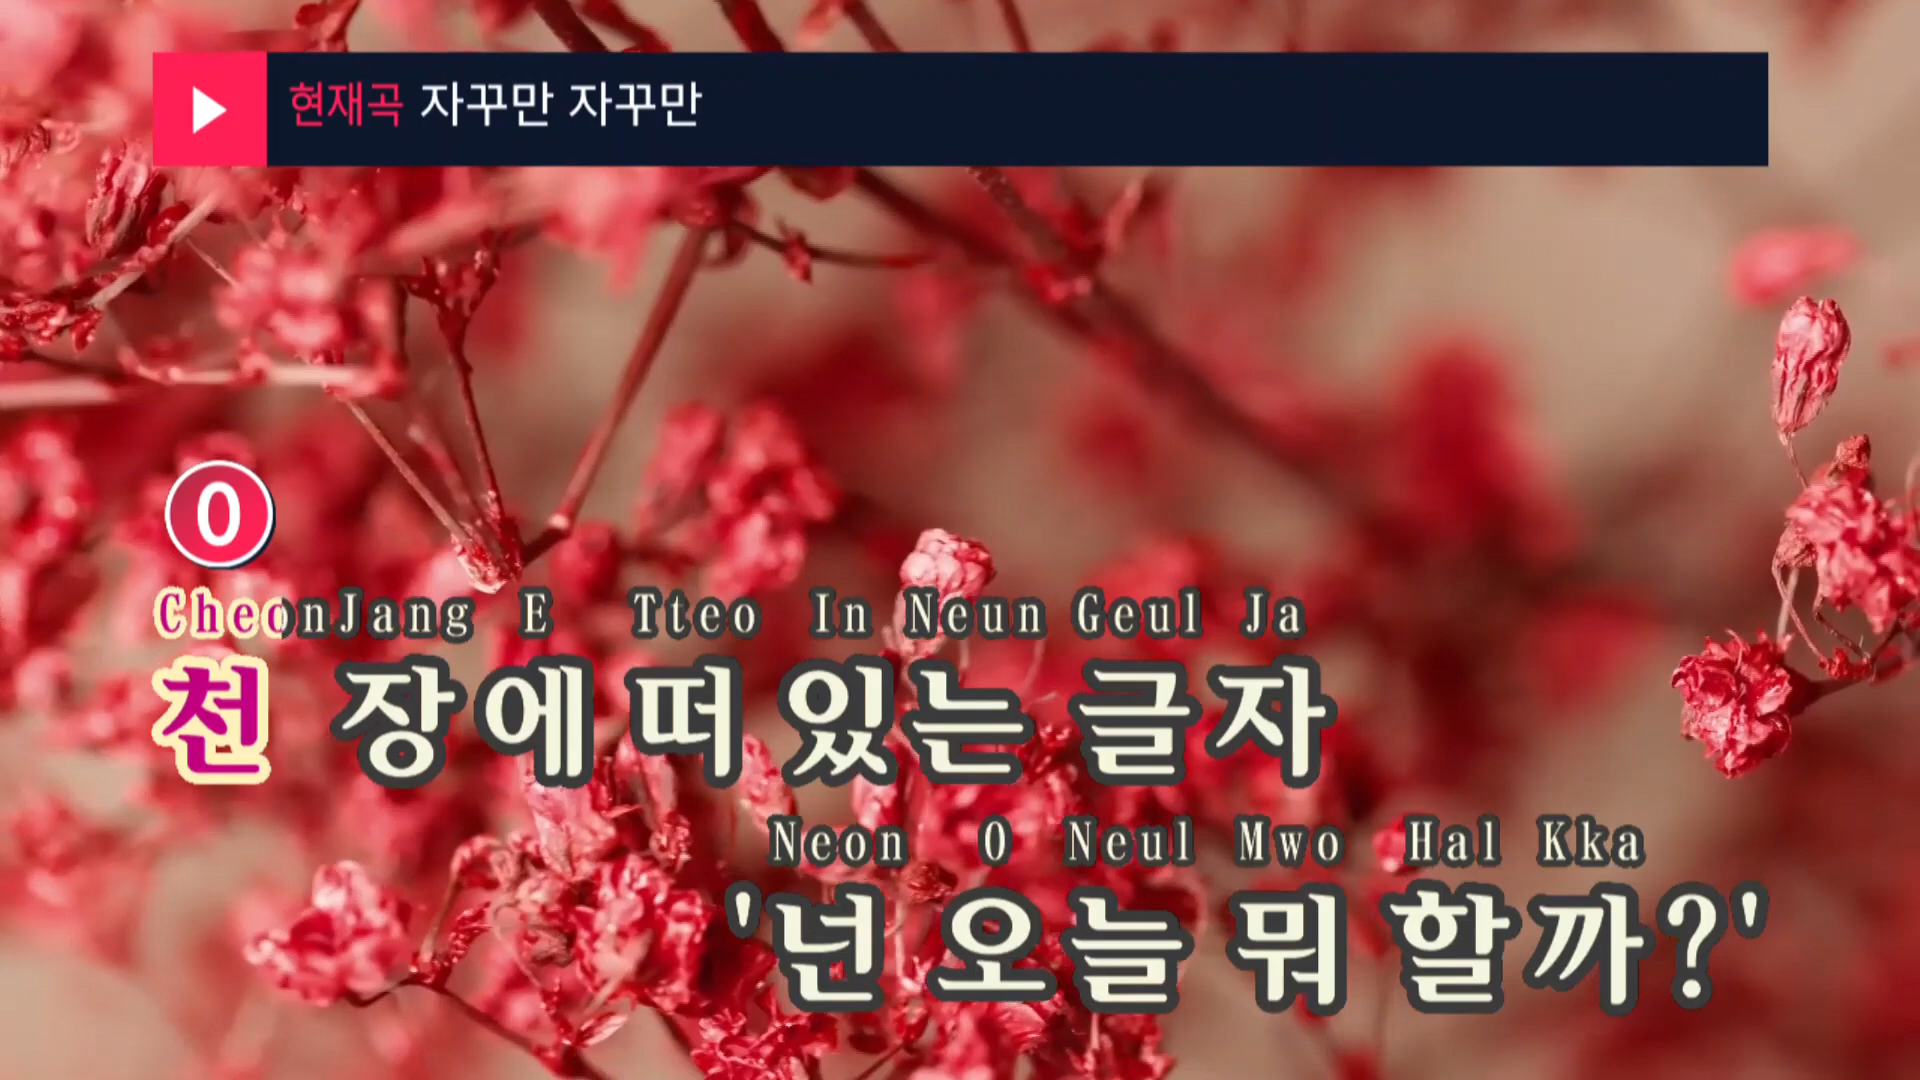 현재곡 자꾸만 자꾸만
0
CheonJang E Tteo In Neun Geul Ja
천장에 떠 있는 글자
Neon O Neul Mwo Hal Kka
'넌 오늘 뭐 할까?'